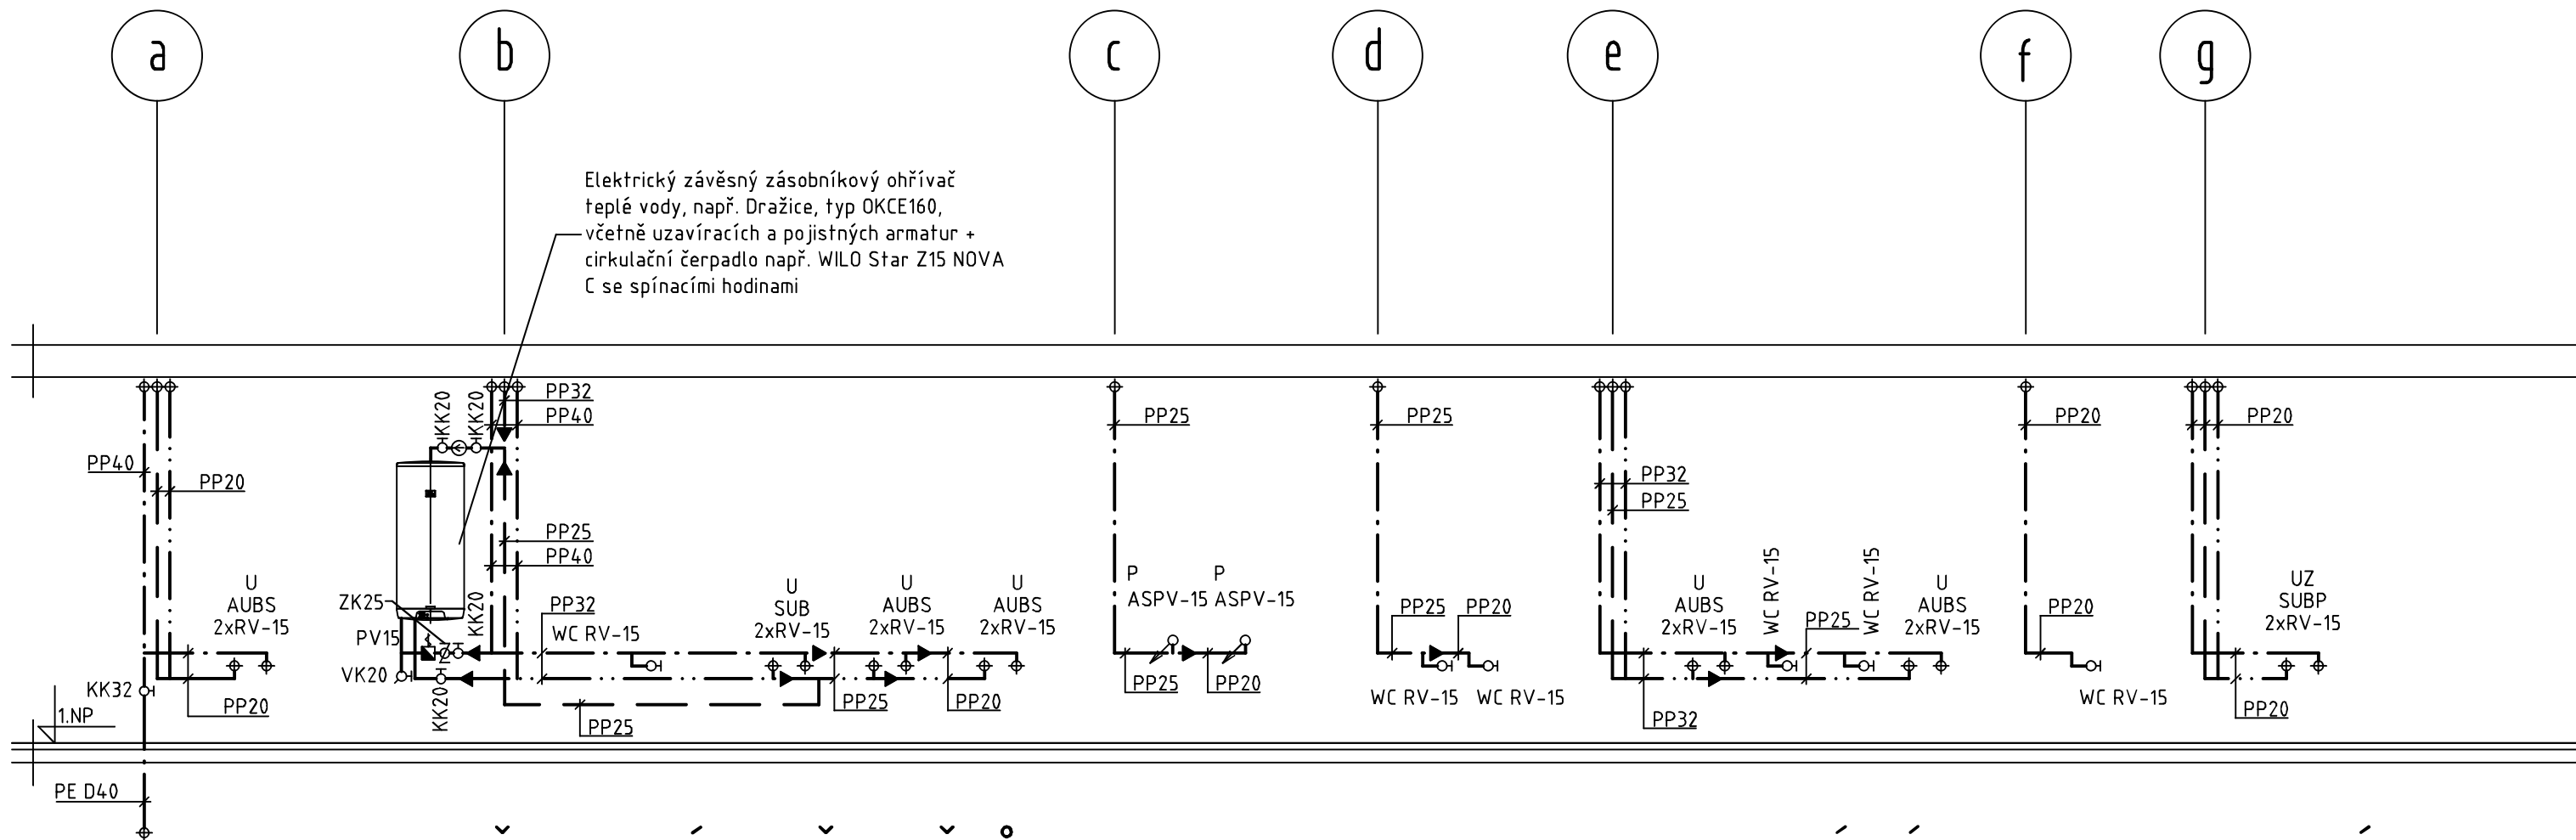 a
b
c
d
e
f
g
Elektrický závěsný zásobníkový ohřívač
teplé vody, např. Dražice, typ OKCE160,
včetně uzavíracích a pojistných armatur +
cirkulační čerpadlo např. WILO Star Z15 NOVA
C se spínacími hodinami
PP40
PP20
U
AUBS
2xRV-15
KK32
PP20
1.NP
PE D40
KK20
KK20
PP32
PP40
PP25
PP40
ZK25
PV15
VK20
KK20
KK20
PP32
WC RV-15
PP25
U
SUB
2xRV-15
U
AUBS
2xRV-15
U
AUBS
2xRV-15
PP25
PP20
PP25
P
ASPV-15
P
ASPV-15
PP25
PP20
PP25
PP25
PP20
WC RV-15
WC RV-15
PP32
PP25
U
AUBS
2xRV-15
WC RV-15
PP25
WC RV-15
U
AUBS
2xRV-15
PP32
PP20
PP20
WC RV-15
PP20
UZ
SUBP
2xRV-15
PP20